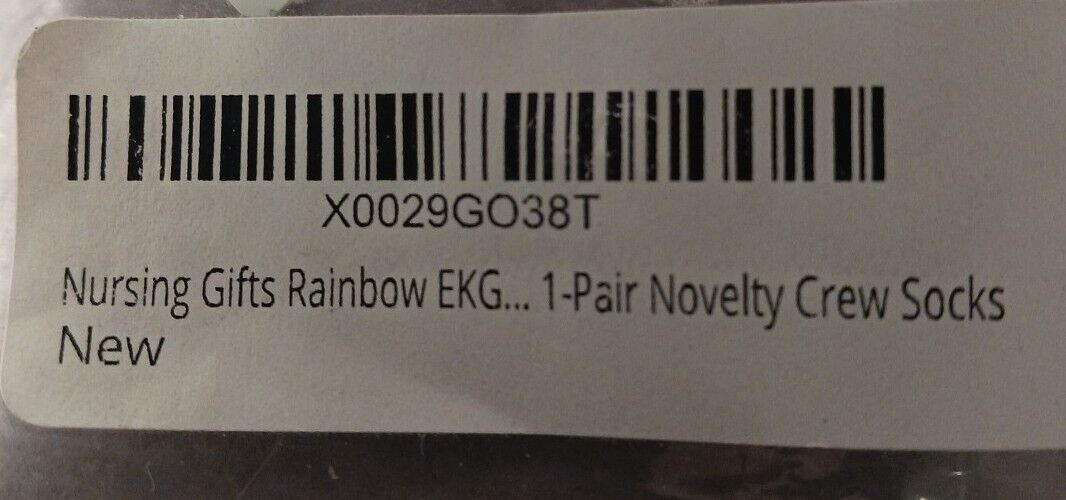 X0029GO38T
Nursing Gifts Rainbow EKG... 1-Pair Novelty Crew Socks
New